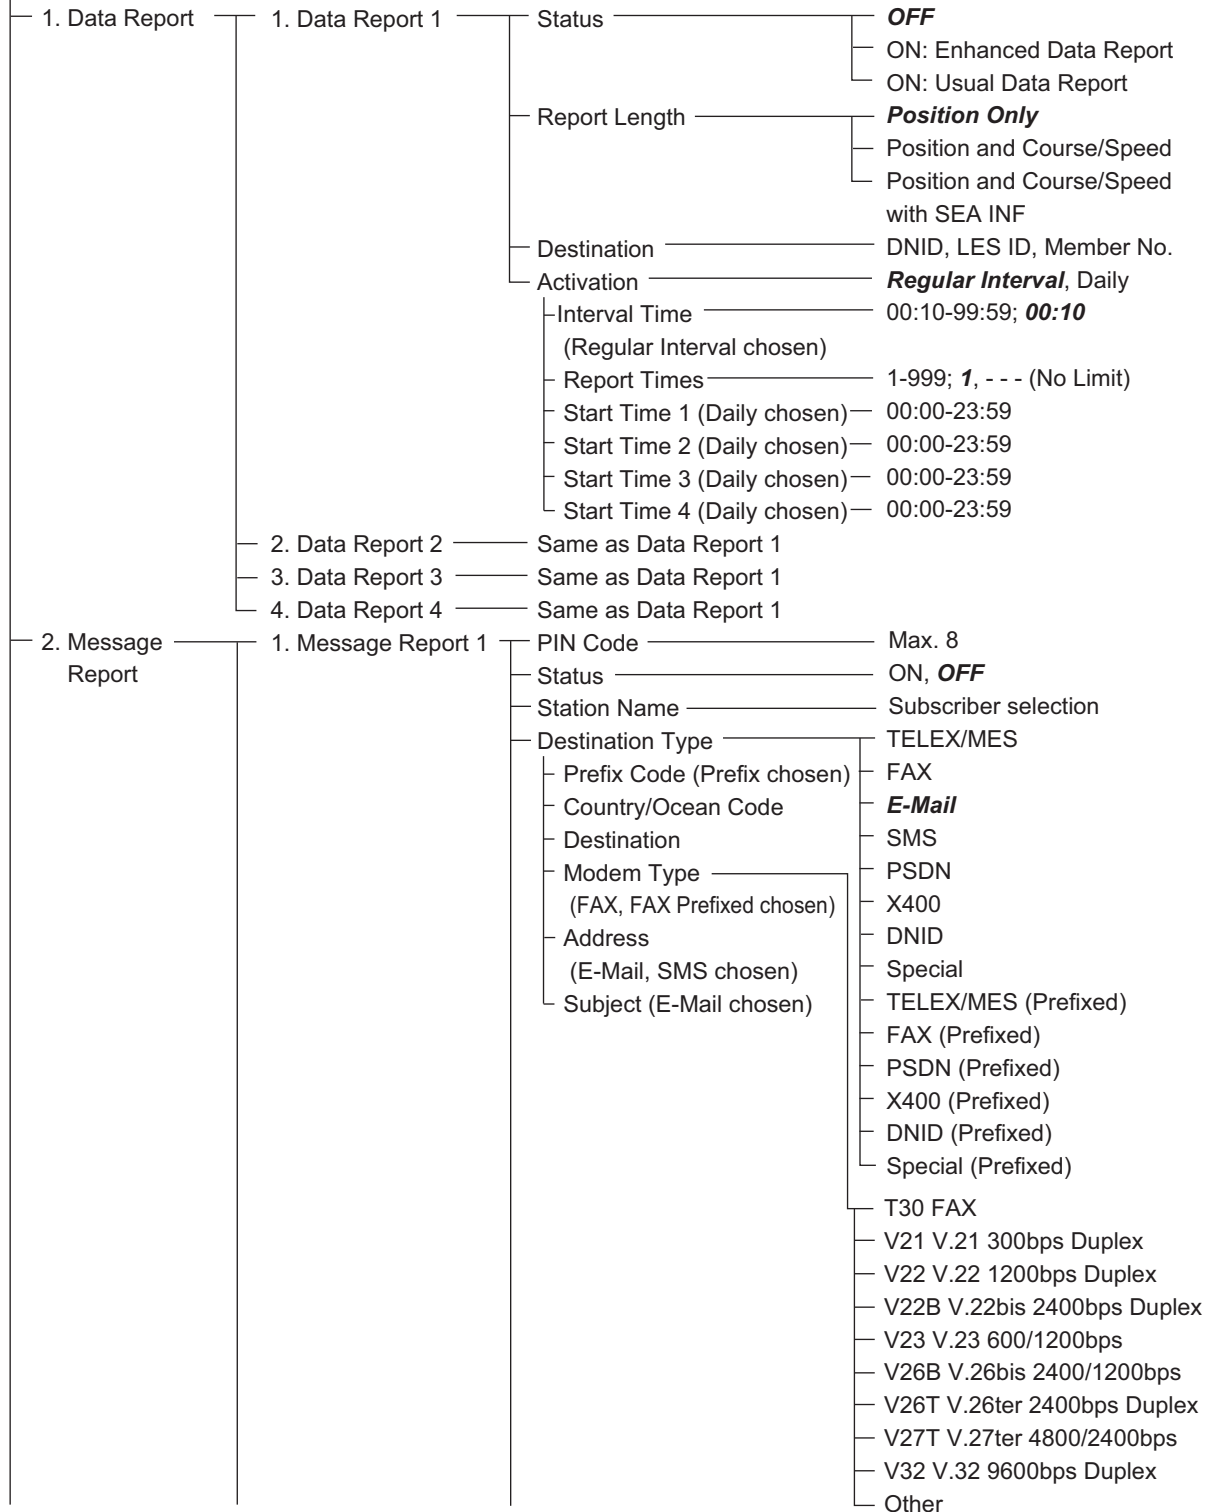 1. Data Report 1. Data Report 1 Status OFF
ON: Enhanced Data Report
ON: Usual Data Report
Report Length Position Only
Position and Course/Speed
Position and Course/Speed
with SEA INF
Destination DNID, LES ID, Member No.
Activation Regular Interval, Daily
Interval Time 00:10-99:59; 00:10
(Regular Interval chosen)
Report Times 1-999; 1, - - - (No Limit)
Start Time 1 (Daily chosen) 00:00-23:59
Start Time 2 (Daily chosen) 00:00-23:59
Start Time 3 (Daily chosen) 00:00-23:59
Start Time 4 (Daily chosen) 00:00-23:59
2. Data Report 2 Same as Data Report 1
3. Data Report 3 Same as Data Report 1
4. Data Report 4 Same as Data Report 1
2. Message 1. Message Report 1 PIN Code Max. 8
Report Status ON, OFF
Station Name Subscriber selection
Destination Type TELEX/MES
Prefix Code (Prefix chosen) FAX
Country/Ocean Code E-Mail
Destination SMS
Modem Type PSDN
(FAX, FAX Prefixed chosen) X400
Address DNID
(E-Mail, SMS chosen) Special
Subject (E-Mail chosen) TELEX/MES (Prefixed)
FAX (Prefixed)
PSDN (Prefixed)
X400 (Prefixed)
DNID (Prefixed)
Special (Prefixed)
T30 FAX
V21 V.21 300bps Duplex
V22 V.22 1200bps Duplex
V22B V.22bis 2400bps Duplex
V23 V.23 600/1200bps
V26B V.26bis 2400/1200bps
V26T V.26ter 2400bps Duplex
V27T V.27ter 4800/2400bps
V32 V.32 9600bps Duplex
Other